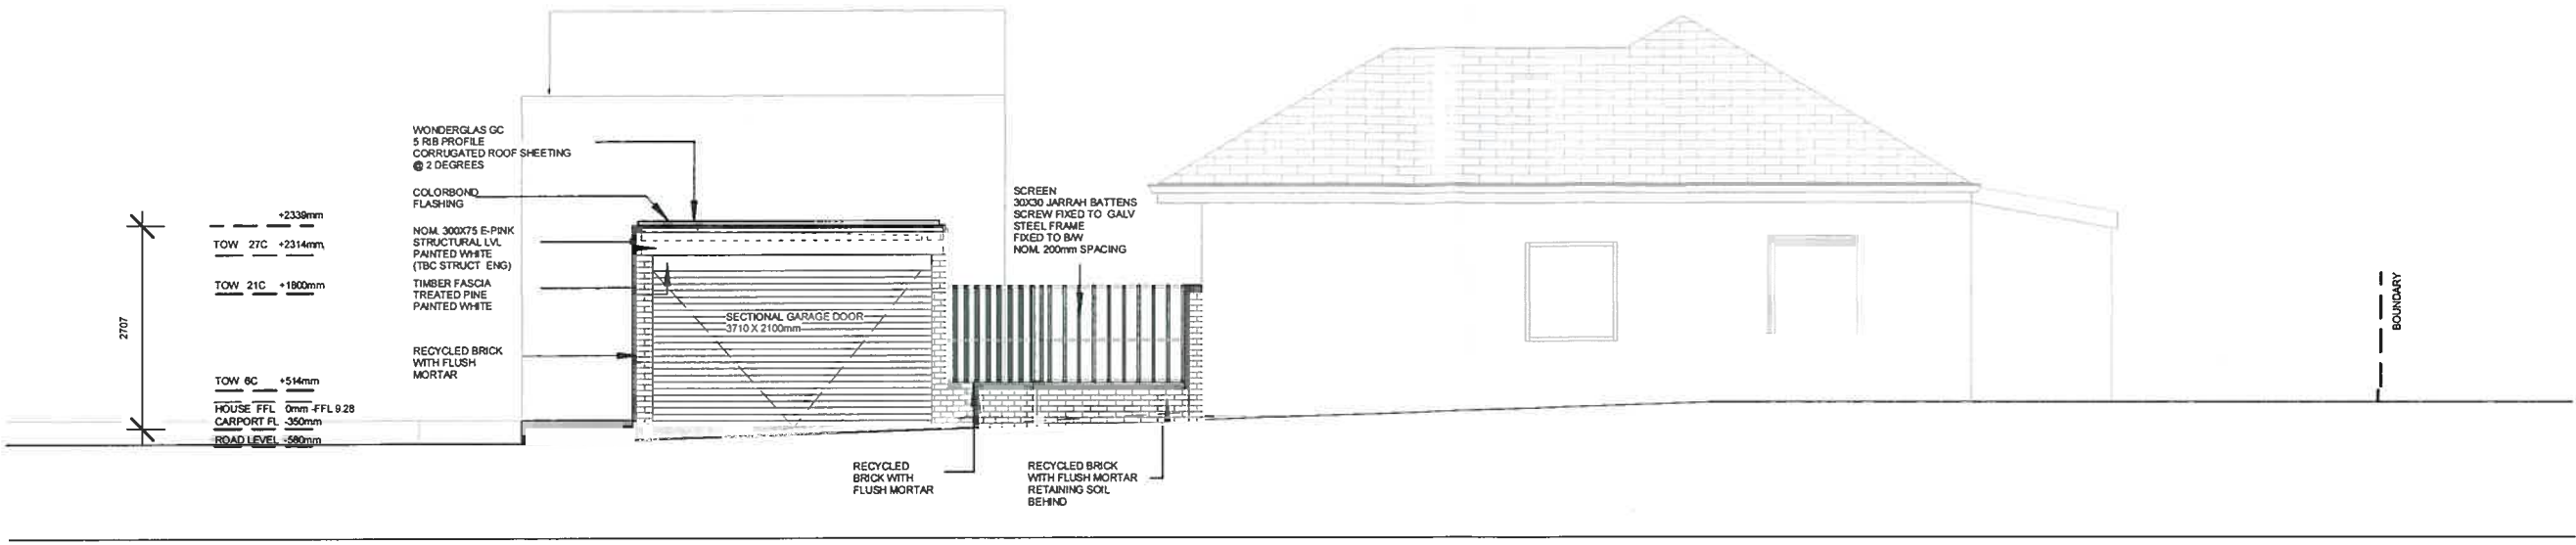 WONDERGLAS GC
5 RIB PROFILE
CORRUGATED ROOF SHEETING
@ 2 DEGREES
COLORBOND
FLASHING
NOM. 300X75 E-PINK
STRUCTURAL LVL
PAINTED WHITE
(TBC STRUCT ENG)
TIMBER FASCIA
TREATED PINE
PAINTED WHITE
RECYCLED BRICK
WITH FLUSH
MORTAR
+2339mm
TOW 27C +2314mm
TOW 21C +1800mm
2707
TOW 6C +514mm
HOUSE FFL 0mm -FFL 9.28
CARPORT FL -350mm
ROAD LEVEL -580mm
SECTIONAL GARAGE DOOR
3710 X 2100mm
SCREEN
30X30 JARRAH BATTENS
SCREW FIXED TO GALV
STEEL FRAME
FIXED TO B/W
NOM. 200mm SPACING
RECYCLED
BRICK WITH
FLUSH MORTAR
RECYCLED BRICK
WITH FLUSH MORTAR
RETAINING SOIL
BEHIND
BOUNDARY